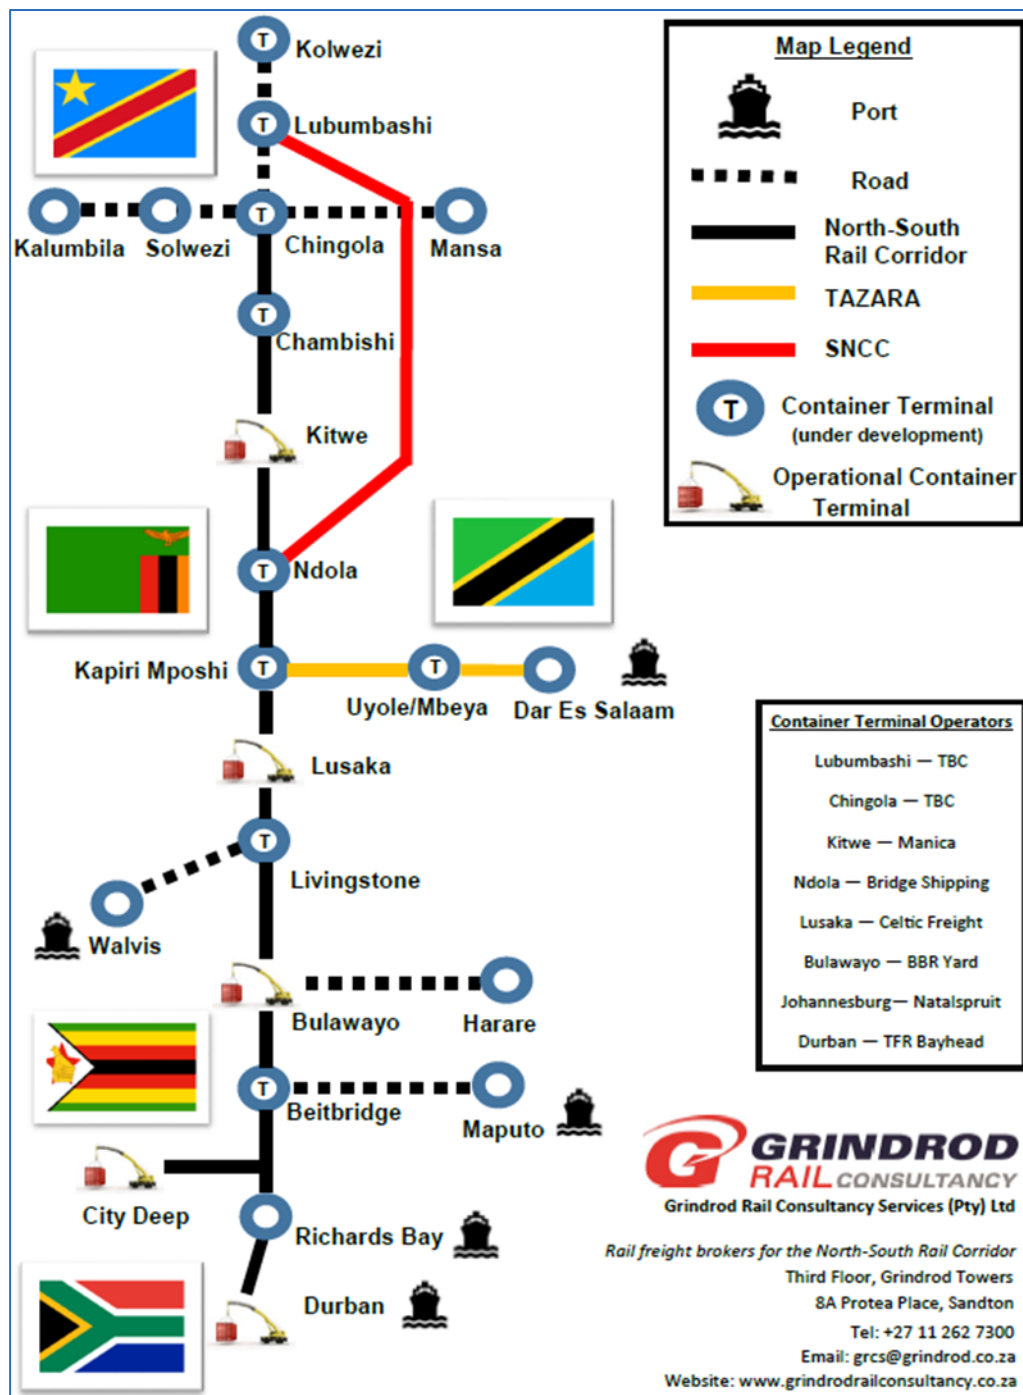 T Kolwezi
T Lubumbashi
Kalumbila
Solwezi
T Chingola
Mansa
T Chambishi
Kitwe
T Ndola
Kapiri Mposhi T
T Uyole/Mbeya
Dar Es Salaam
Lusaka
T Livingstone
Walvis
Bulawayo
Harare
T Beitbridge
Maputo
City Deep
Richards Bay
Durban
Map Legend
Port
Road
North-South
Rail Corridor
TAZARA
SNCC
T Container Terminal
(under development)
Operational Container
Terminal
Container Terminal Operators
Lubumbashi — TBC
Chingola — TBC
Kitwe — Manica
Ndola — Bridge Shipping
Lusaka — Celtic Freight
Bulawayo — BBR Yard
Johannesburg— Natalspruit
Durban — TFR Bayhead
GRINDROD
RAIL CONSULTANCY
Grindrod Rail Consultancy Services (Pty) Ltd
Rail freight brokers for the North-South Rail Corridor
Third Floor, Grindrod Towers
8A Protea Place, Sandton
Tel: +27 11 262 7300
Email: grcs@grindrod.co.za
Website: www.grindrodrailconsultancy.co.za